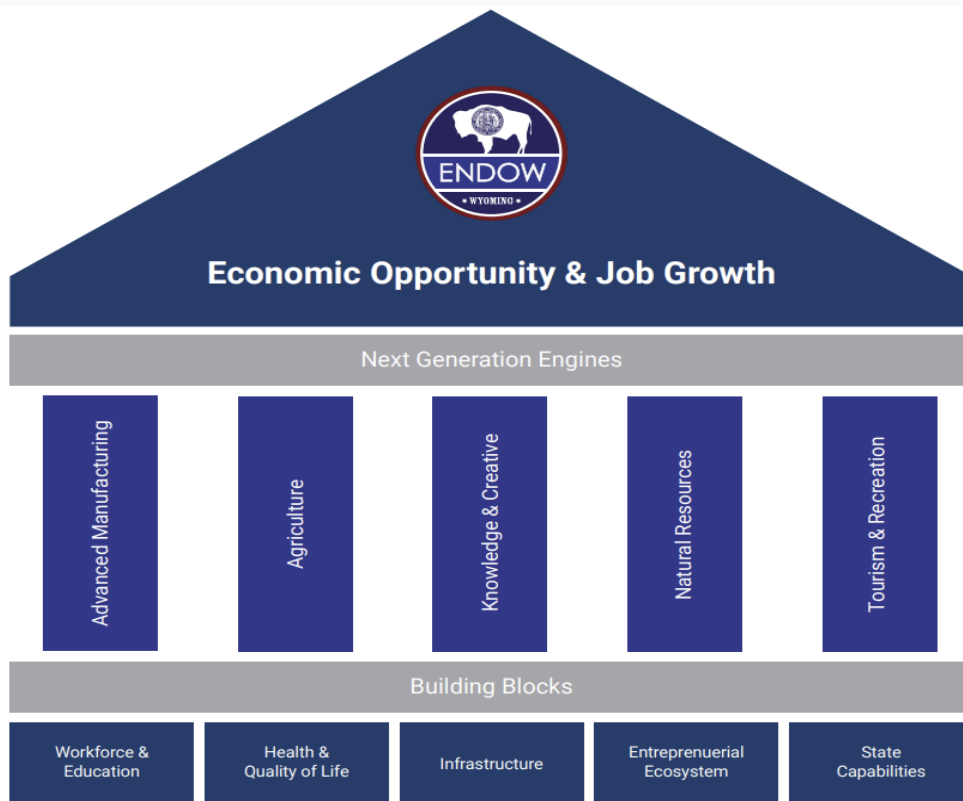 ENDOW
• WYOMING •
Economic Opportunity & Job Growth
Next Generation Engines
Advanced Manufacturing
Agriculture
Knowledge & Creative
Natural Resources
Tourism & Recreation
Building Blocks
Workforce &
Education
Health &
Quality of Life
Infrastructure
Entreprenuerial
Ecosystem
State
Capabilities